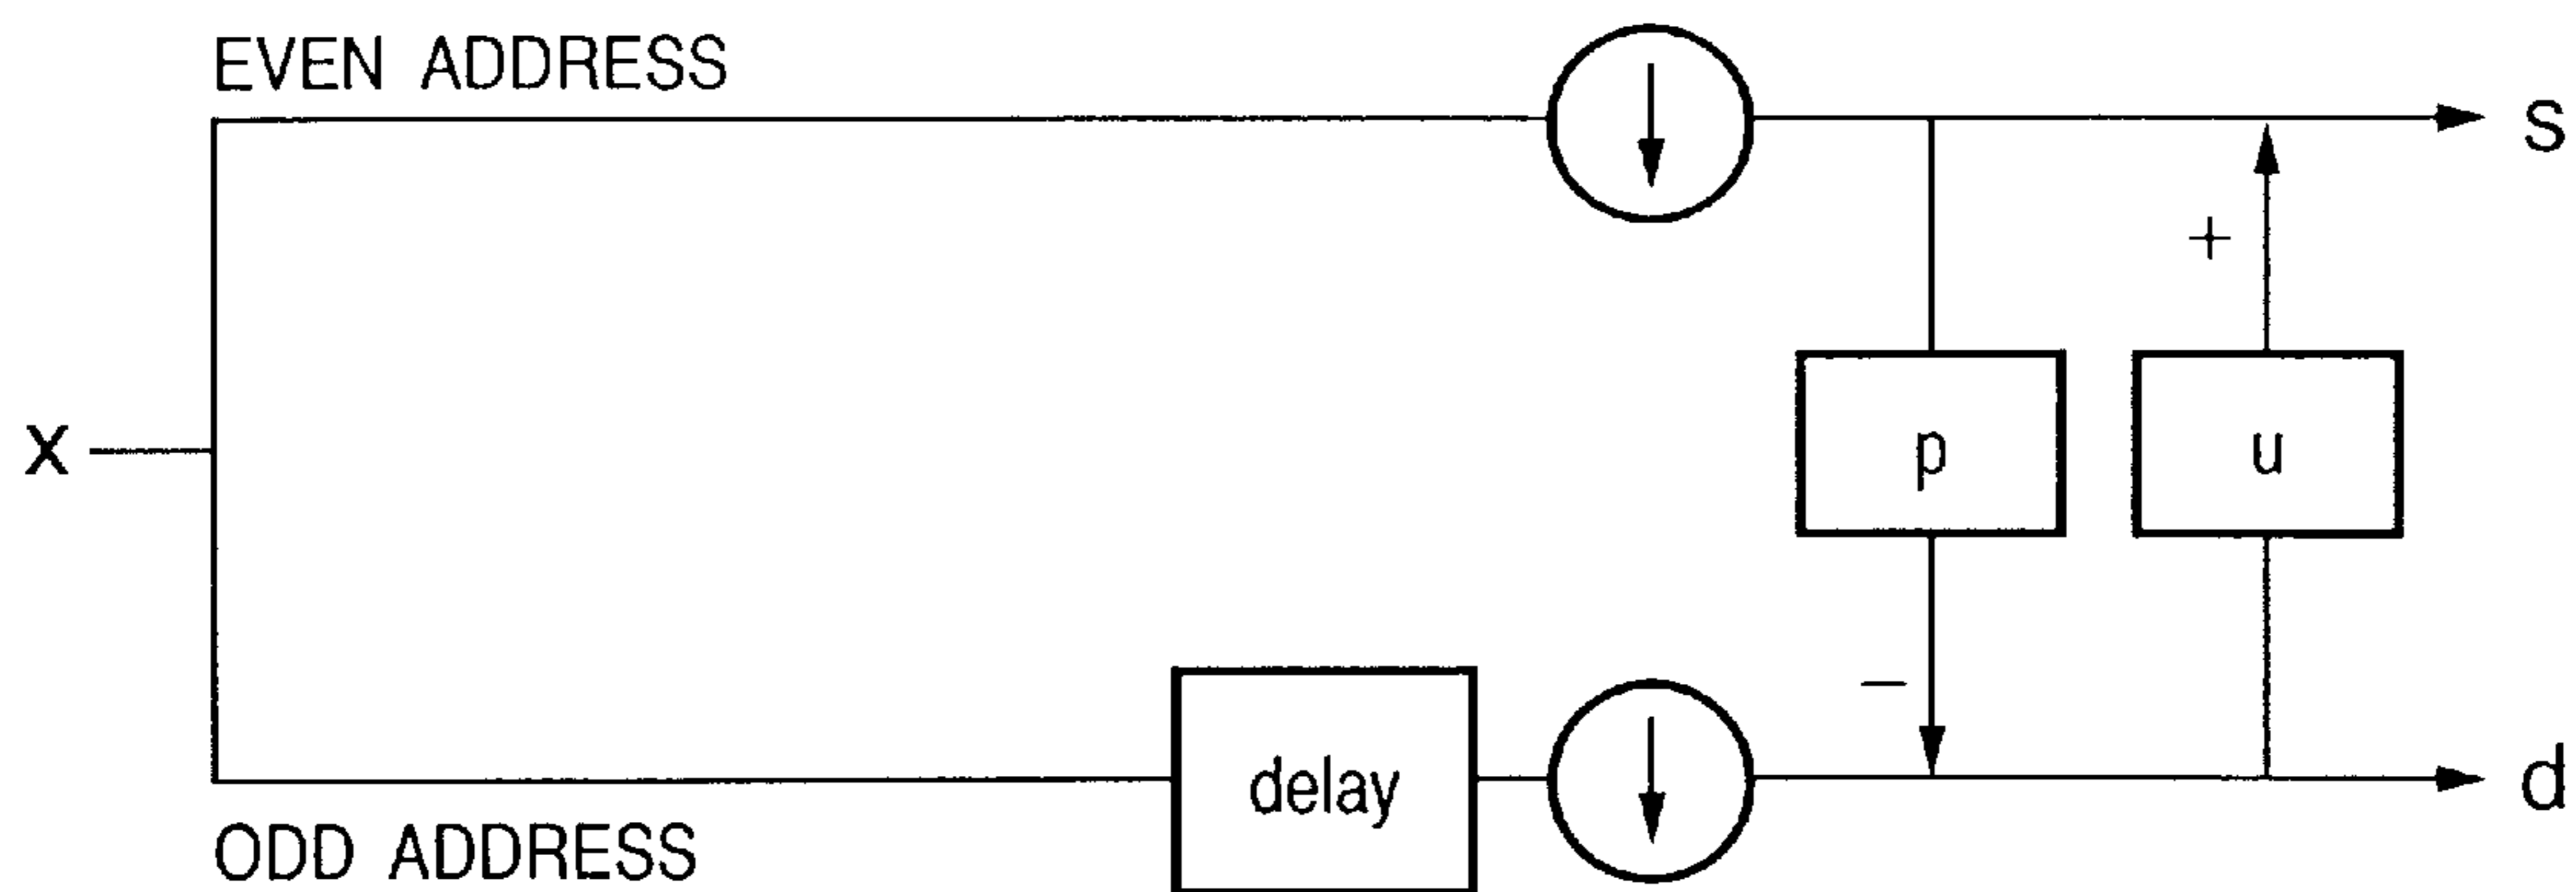 EVEN ADDRESS
s
+
x
p
u
−
delay
d
ODD ADDRESS